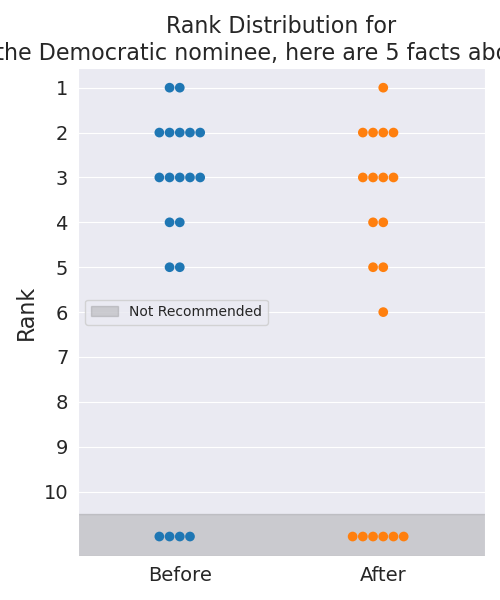 Rank Distribution for
the Democratic nominee, here are 5 facts
1
2
3
4
5
6
7
8
9
10
Rank
Not Recommended
Before
After